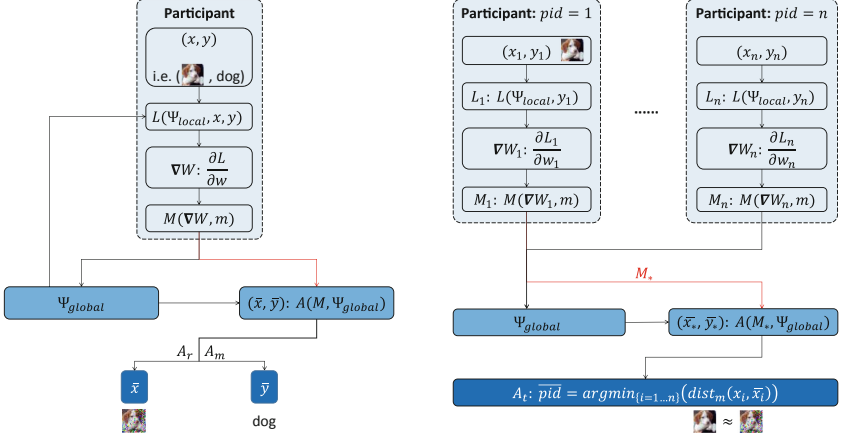 Participant
(x, y)
i.e. ( , dog)
L(Ψ_local, x, y)
∇W: ∂L/∂w
M(∇W, m)
Ψ_global
(x̄, ȳ): A(M, Ψ_global)
A_r A_m
x̄
ȳ
dog
Participant: pid = 1
(x_1, y_1)
L_1: L(Ψ_local, y_1)
∇W_1: ∂L_1/∂w_1
M_1: M(∇W_1, m)
......
Participant: pid = n
(x_n, y_n)
L_n: L(Ψ_local, y_n)
∇W_n: ∂L_n/∂w_n
M_n: M(∇W_n, m)
M_*
Ψ_global
(x̄_*, ȳ_*): A(M_*, Ψ_global)
A_t: \overline{pid} = argmin_{i=1…n}(dist_m(x_i, x̄_i))
≈